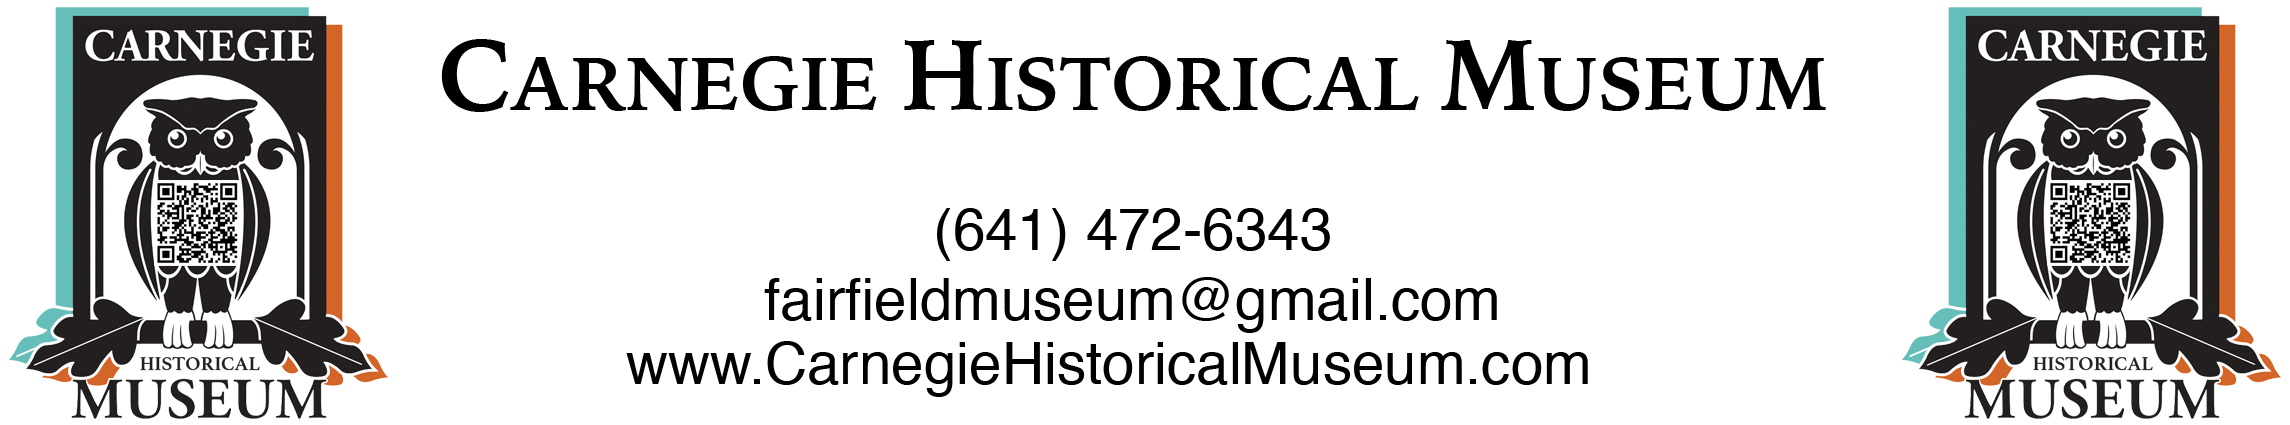 CARNEGIE
HISTORICAL
MUSEUM
CARNEGIE HISTORICAL MUSEUM
(641) 472-6343
fairfieldmuseum@gmail.com
www.CarnegieHistoricalMuseum.com
CARNEGIE
HISTORICAL
MUSEUM